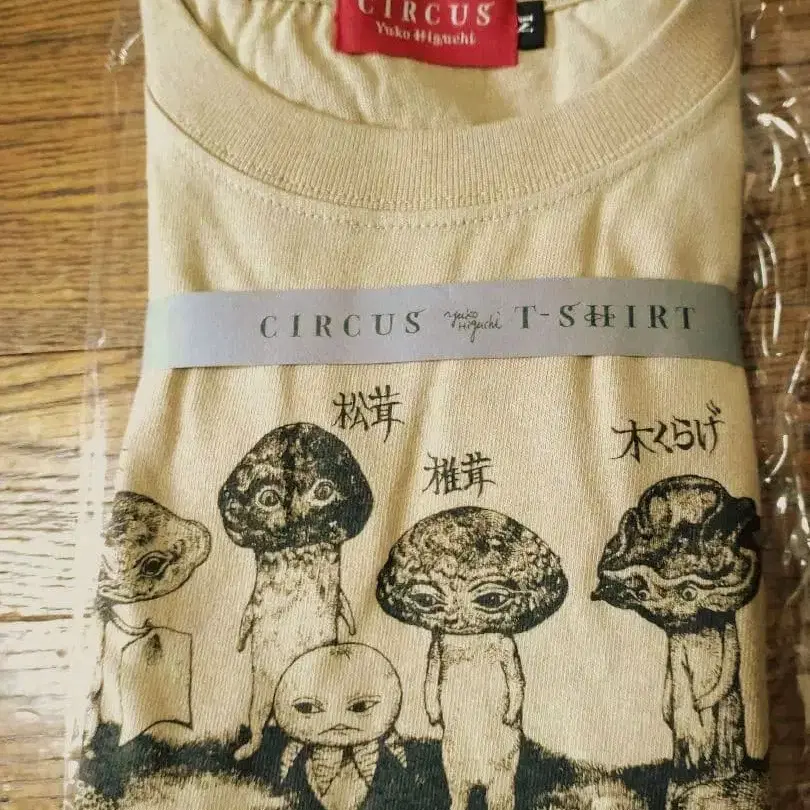 CIRCUS
Yuko Higuchi
M
CIRCUS Yuko Higuchi T-SHIRT
松茸
椎茸
木くらげ